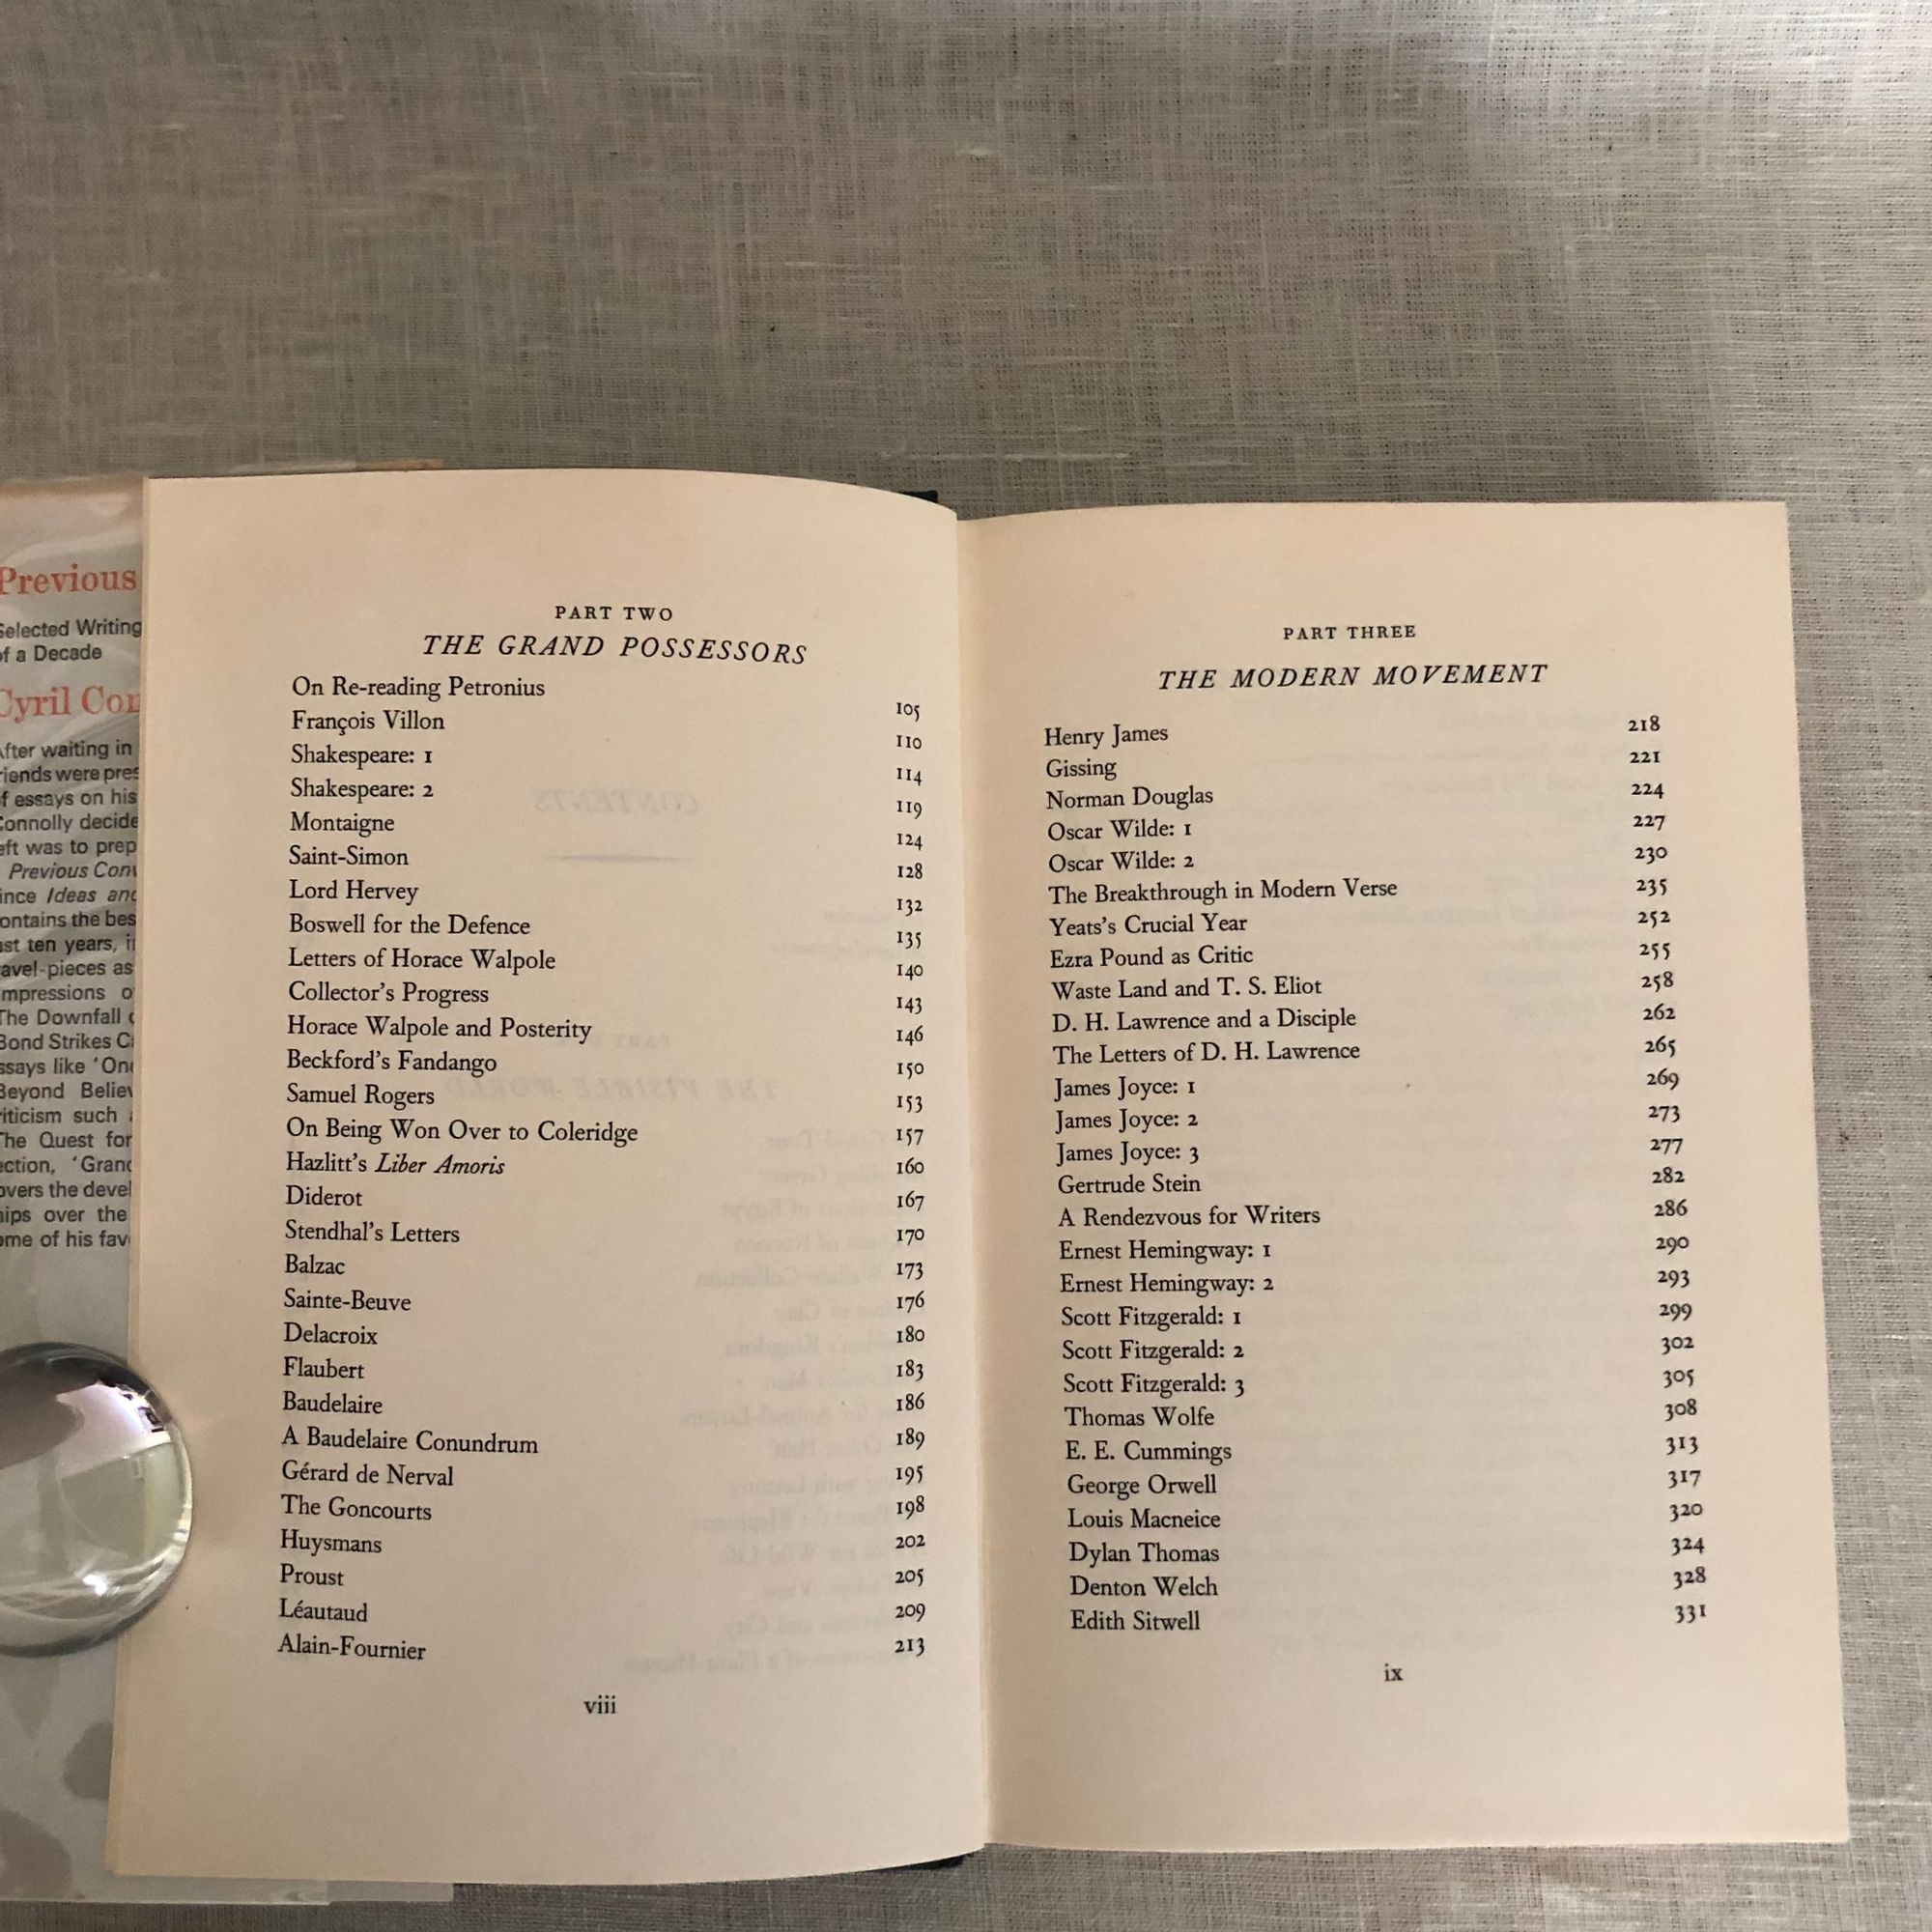 Previous
Selected Writing
of a Decade
Cyril Con
After waiting in
riends were pres
of essays on his
Connolly decide
eft was to prep
Previous Conv
ince Ideas and
ontains the bes
ast ten years, i
avel-pieces as
mpressions o
The Downfall
Bond Strikes C
ssays like ‘On
Beyond Believ
riticism such
The Quest for
ection, ‘Grand
overs the devel
hips over the
ome of his fav
PART TWO
THE GRAND POSSESSORS
On Re-reading Petronius 105
François Villon 110
Shakespeare: 1 114
Shakespeare: 2 119
Montaigne 124
Saint-Simon 128
Lord Hervey 132
Boswell for the Defence 135
Letters of Horace Walpole 140
Collector’s Progress 143
Horace Walpole and Posterity 146
Beckford’s Fandango 150
Samuel Rogers 153
On Being Won Over to Coleridge 157
Hazlitt’s Liber Amoris 160
Diderot 167
Stendhal’s Letters 170
Balzac 173
Sainte-Beuve 176
Delacroix 180
Flaubert 183
Baudelaire 186
A Baudelaire Conundrum 189
Gérard de Nerval 195
The Goncourts 198
Huysmans 202
Proust 205
Léautaud 209
Alain-Fournier 213
viii
PART THREE
THE MODERN MOVEMENT
Henry James 218
Gissing 221
Norman Douglas 224
Oscar Wilde: 1 227
Oscar Wilde: 2 230
The Breakthrough in Modern Verse 235
Yeats’s Crucial Year 252
Ezra Pound as Critic 255
Waste Land and T. S. Eliot 258
D. H. Lawrence and a Disciple 262
The Letters of D. H. Lawrence 265
James Joyce: 1 269
James Joyce: 2 273
James Joyce: 3 277
Gertrude Stein 282
A Rendezvous for Writers 286
Ernest Hemingway: 1 290
Ernest Hemingway: 2 293
Scott Fitzgerald: 1 299
Scott Fitzgerald: 2 302
Scott Fitzgerald: 3 305
Thomas Wolfe 308
E. E. Cummings 313
George Orwell 317
Louis Macneice 320
Dylan Thomas 324
Denton Welch 328
Edith Sitwell 331
ix